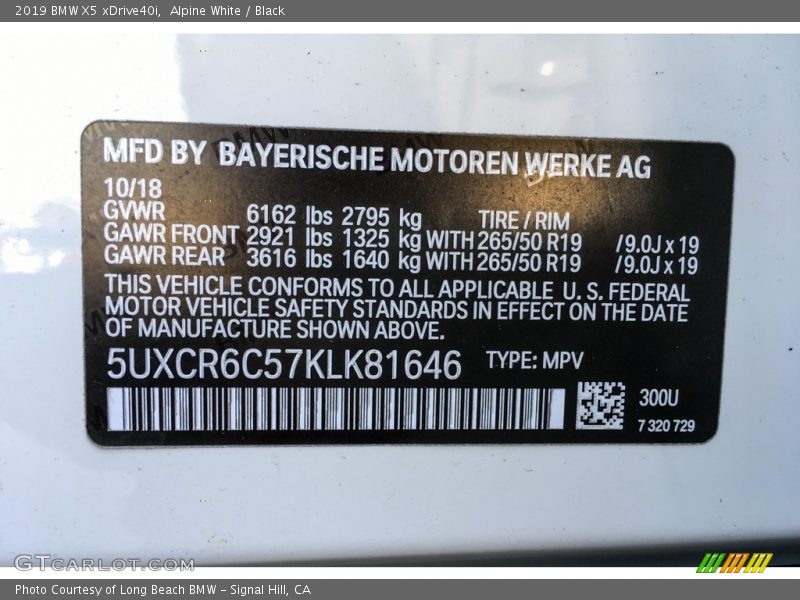 2019 BMW X5 xDrive40i,  Alpine White / Black
MFD BY BAYERISCHE MOTOREN WERKE AG
10/18
GVWR 6162 lbs 2795 kg TIRE / RIM
GAWR FRONT 2921 lbs 1325 kg WITH 265/50 R19 /9.0J x 19
GAWR REAR 3616 lbs 1640 kg WITH 265/50 R19 /9.0J x 19
THIS VEHICLE CONFORMS TO ALL APPLICABLE U. S. FEDERAL
MOTOR VEHICLE SAFETY STANDARDS IN EFFECT ON THE DATE
OF MANUFACTURE SHOWN ABOVE.
5UXCR6C57KLK81646 TYPE: MPV
300U
7 320 729
GTCarLot.com
Photo Courtesy of Long Beach BMW – Signal Hill, CA